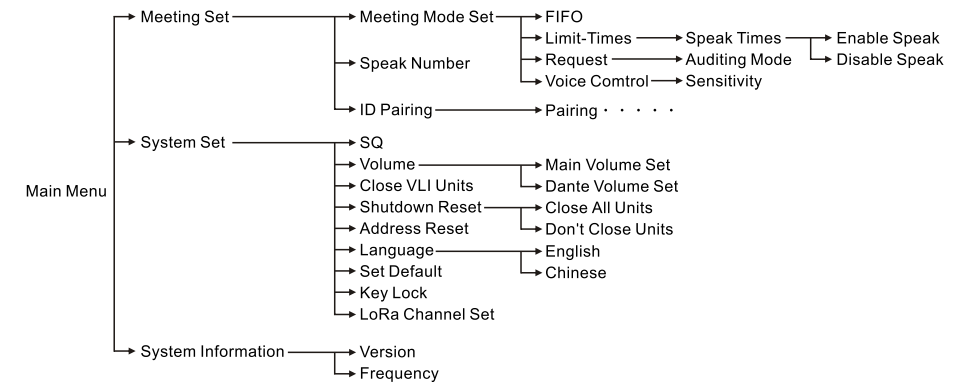 Meeting Set Meeting Mode Set FIFO
Limit-Times Speak Times Enable Speak
Speak Number Request Auditing Mode Disable Speak
Voice Comtrol Sensitivity
ID Pairing Pairing · · · · ·
System Set SQ
Volume Main Volume Set
Main Menu Close VLI Units Dante Volume Set
Shutdown Reset Close All Units
Address Reset Don't Close Units
Language English
Set Default Chinese
Key Lock
LoRa Channel Set
System Information Version
Frequency